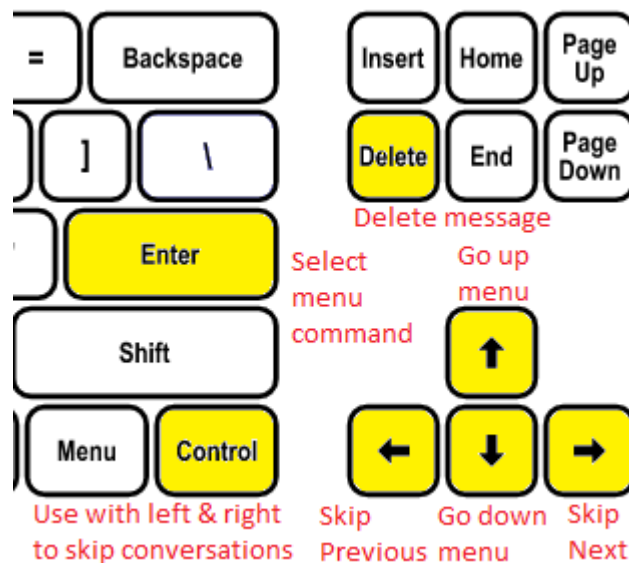 = Backspace Insert Home Page Up
] \ Delete End Page Down
Delete message
' Enter
Select
menu
command
Go up
menu
Shift ↑
Menu Control ← ↓ →
Use with left & right
to skip conversations
Skip
Previous
Go down
menu
Skip
Next